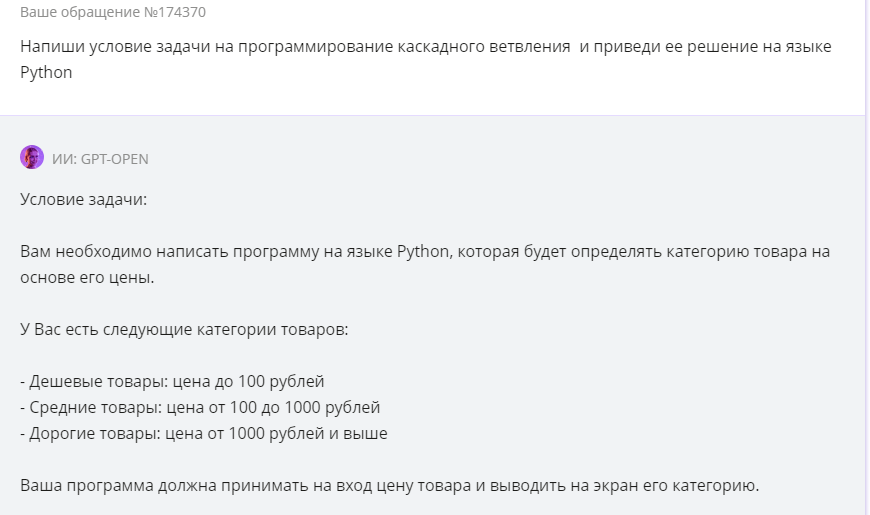 Ваше обращение №174370
Напиши условие задачи на программирование каскадного ветвления  и приведи ее решение на языке
Python
ИИ: GPT-OPEN
Условие задачи:
Вам необходимо написать программу на языке Python, которая будет определять категорию товара на
основе его цены.
У Вас есть следующие категории товаров:
- Дешевые товары: цена до 100 рублей
- Средние товары: цена от 100 до 1000 рублей
- Дорогие товары: цена от 1000 рублей и выше
Ваша программа должна принимать на вход цену товара и выводить на экран его категорию.